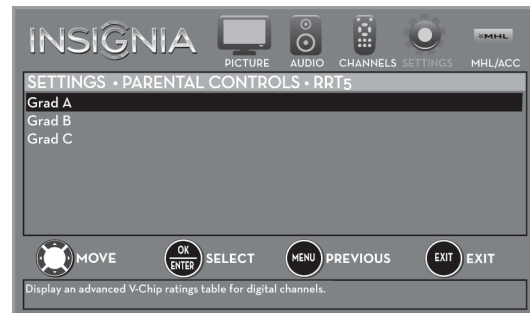 INSIGNIA
PICTURE AUDIO CHANNELS SETTINGS MHL/ACC
MHL
SETTINGS • PARENTAL CONTROLS • RRT5
Grad A
Grad B
Grad C
MOVE OK/ENTER SELECT MENU PREVIOUS EXIT EXIT
Display an advanced V-Chip ratings table for digital channels.